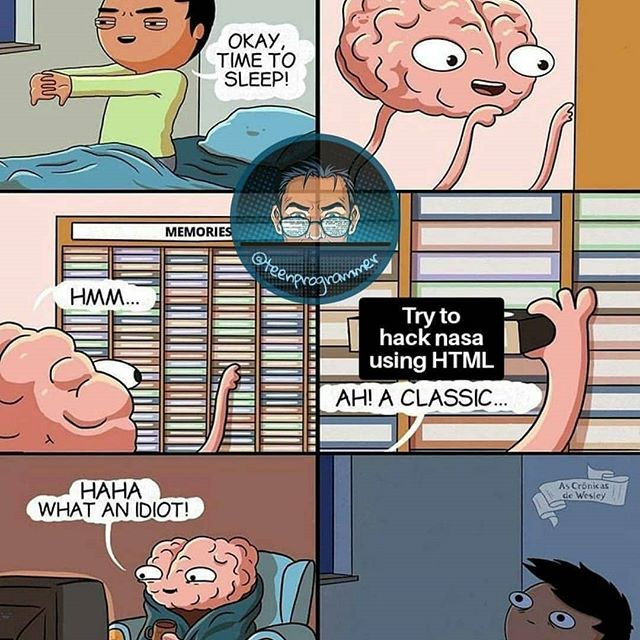 OKAY,
TIME TO
SLEEP!
MEMORIES
@teenprogrammer
HMM...
Try to
hack nasa
using HTML
AH! A CLASSIC...
HAHA
WHAT AN IDIOT!
As Crônicas
de Wesley